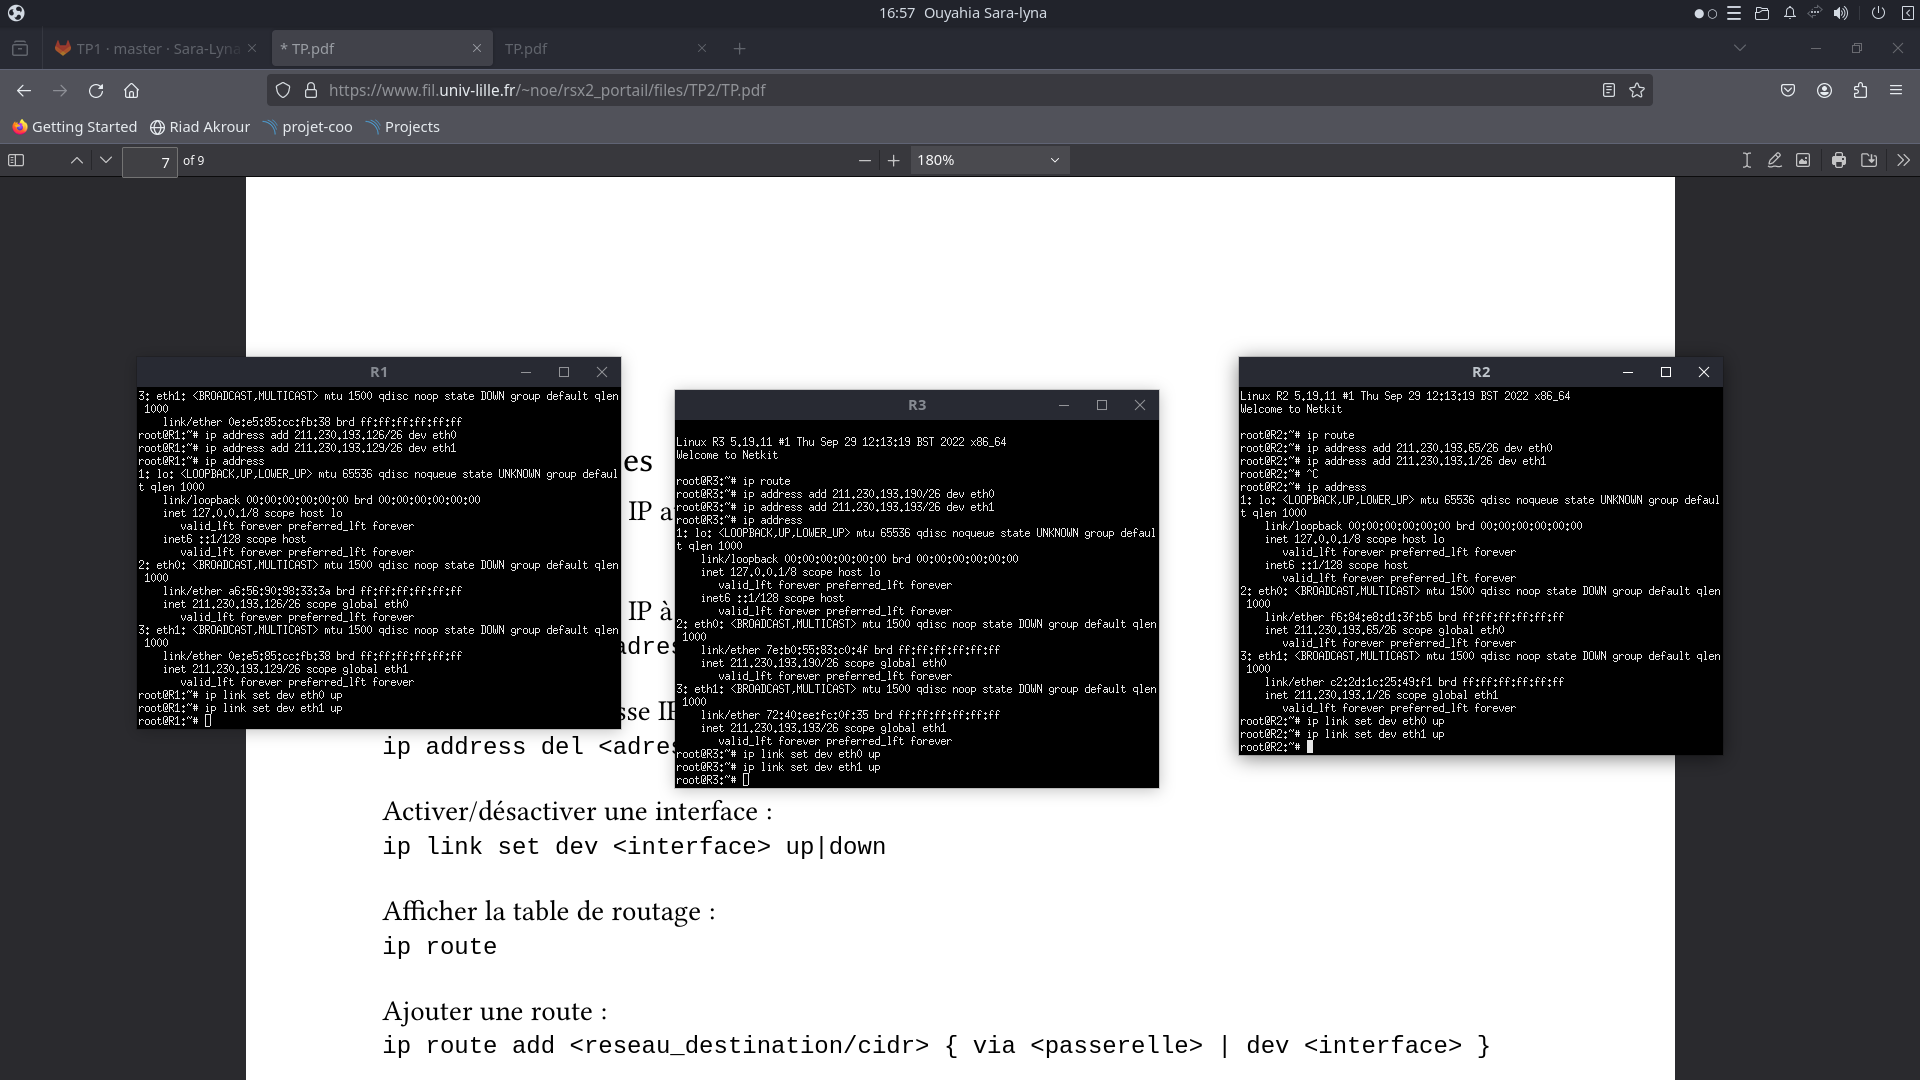 16:57 Ouyahia Sara-lyna
TP1 · master · Sara-Lyna
* TP.pdf
TP.pdf
https://www.fil.univ-lille.fr/~noe/rsx2_portail/files/TP2/TP.pdf
Getting Started
Riad Akrour
projet-coo
Projects
7 of 9
180%
R1
3: eth1: <BROADCAST,MULTICAST> mtu 1500 qdisc noop state DOWN group default qlen
1000
link/ether 0e:e5:85:cc:fb:38 brd ff:ff:ff:ff:ff:ff
root@R1:~# ip address add 211.230.193.126/26 dev eth0
root@R1:~# ip address add 211.230.193.129/26 dev eth1
root@R1:~# ip address
1: lo: <LOOPBACK,UP,LOWER_UP> mtu 65536 qdisc noqueue state UNKNOWN group defaul
t qlen 1000
link/loopback 00:00:00:00:00:00 brd 00:00:00:00:00:00
inet 127.0.0.1/8 scope host lo
valid_lft forever preferred_lft forever
inet6 ::1/128 scope host
valid_lft forever preferred_lft forever
2: eth0: <BROADCAST,MULTICAST> mtu 1500 qdisc noop state DOWN group default qlen
1000
link/ether a6:56:90:98:33:3a brd ff:ff:ff:ff:ff:ff
inet 211.230.193.126/26 scope global eth0
valid_lft forever preferred_lft forever
3: eth1: <BROADCAST,MULTICAST> mtu 1500 qdisc noop state DOWN group default qlen
1000
link/ether 0e:e5:85:cc:fb:38 brd ff:ff:ff:ff:ff:ff
inet 211.230.193.129/26 scope global eth1
valid_lft forever preferred_lft forever
root@R1:~# ip link set dev eth0 up
root@R1:~# ip link set dev eth1 up
root@R1:~#
R3
Linux R3 5.19.11 #1 Thu Sep 29 12:13:19 BST 2022 x86_64
Welcome to Netkit
root@R3:~# ip route
root@R3:~# ip address add 211.230.193.190/26 dev eth0
root@R3:~# ip address add 211.230.193.193/26 dev eth1
root@R3:~# ip address
1: lo: <LOOPBACK,UP,LOWER_UP> mtu 65536 qdisc noqueue state UNKNOWN group defaul
t qlen 1000
link/loopback 00:00:00:00:00:00 brd 00:00:00:00:00:00
inet 127.0.0.1/8 scope host lo
valid_lft forever preferred_lft forever
inet6 ::1/128 scope host
valid_lft forever preferred_lft forever
2: eth0: <BROADCAST,MULTICAST> mtu 1500 qdisc noop state DOWN group default qlen
1000
link/ether 7e:b0:55:83:c0:4f brd ff:ff:ff:ff:ff:ff
inet 211.230.193.190/26 scope global eth0
valid_lft forever preferred_lft forever
3: eth1: <BROADCAST,MULTICAST> mtu 1500 qdisc noop state DOWN group default qlen
1000
link/ether 72:40:ee:fc:0f:35 brd ff:ff:ff:ff:ff:ff
inet 211.230.193.193/26 scope global eth1
valid_lft forever preferred_lft forever
root@R3:~# ip link set dev eth0 up
root@R3:~# ip link set dev eth1 up
root@R3:~#
R2
Linux R2 5.19.11 #1 Thu Sep 29 12:13:19 BST 2022 x86_64
Welcome to Netkit
root@R2:~# ip route
root@R2:~# ip address add 211.230.193.65/26 dev eth0
root@R2:~# ip address add 211.230.193.1/26 dev eth1
root@R2:~# ^C
root@R2:~# ip address
1: lo: <LOOPBACK,UP,LOWER_UP> mtu 65536 qdisc noqueue state UNKNOWN group defaul
t qlen 1000
link/loopback 00:00:00:00:00:00 brd 00:00:00:00:00:00
inet 127.0.0.1/8 scope host lo
valid_lft forever preferred_lft forever
inet6 ::1/128 scope host
valid_lft forever preferred_lft forever
2: eth0: <BROADCAST,MULTICAST> mtu 1500 qdisc noop state DOWN group default qlen
1000
link/ether f6:84:e8:d1:3f:b5 brd ff:ff:ff:ff:ff:ff
inet 211.230.193.65/26 scope global eth0
valid_lft forever preferred_lft forever
3: eth1: <BROADCAST,MULTICAST> mtu 1500 qdisc noop state DOWN group default qlen
1000
link/ether c2:2d:1c:25:49:f1 brd ff:ff:ff:ff:ff:ff
inet 211.230.193.1/26 scope global eth1
valid_lft forever preferred_lft forever
root@R2:~# ip link set dev eth0 up
root@R2:~# ip link set dev eth1 up
root@R2:~#
es
IP a
IP à
adres
sse IP
ip address del <adres
Activer/désactiver une interface :
ip link set dev <interface> up|down
Afficher la table de routage :
ip route
Ajouter une route :
ip route add <reseau_destination/cidr> { via <passerelle> | dev <interface> }